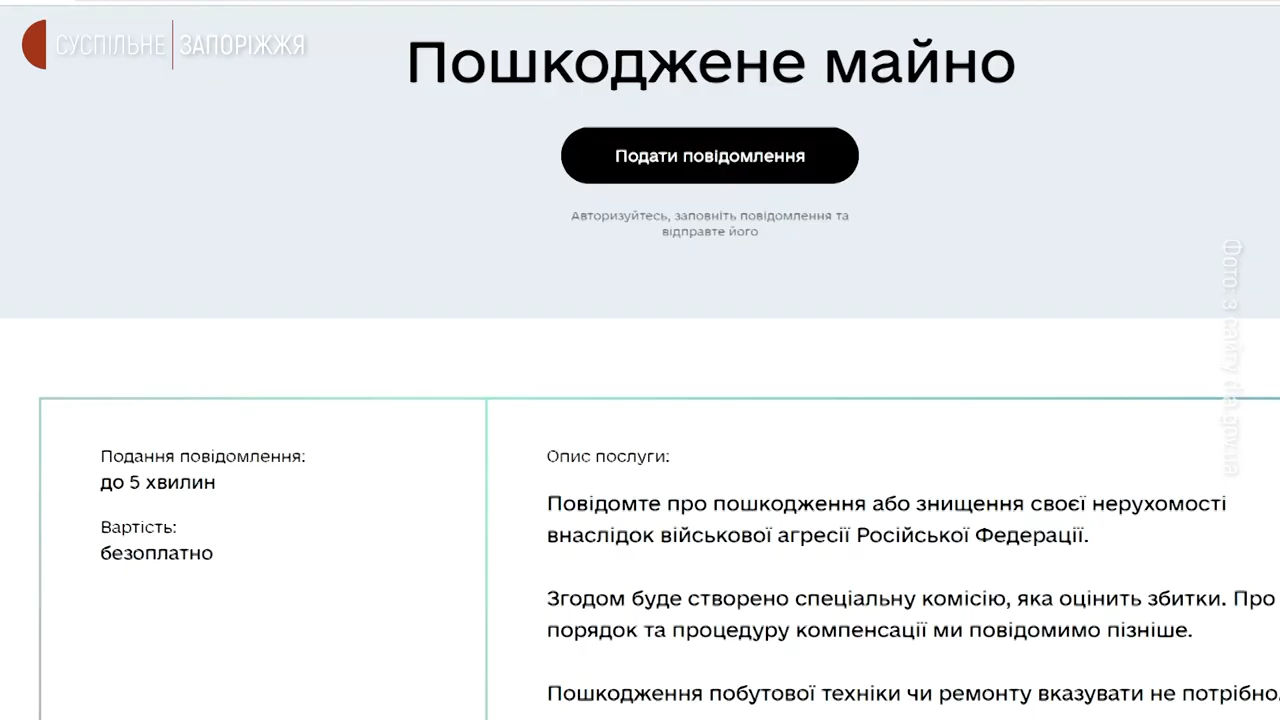 СУСПІЛЬНЕ ЗАПОРІЖЖЯ
Пошкоджене майно
Подати повідомлення
Авторизуйтесь, заповніть повідомлення та
відправте його
Фото з сайту dia.gov.ua
Подання повідомлення:
до 5 хвилин
Вартість:
безоплатно
Опис послуги:
Повідомте про пошкодження або знищення своєї нерухомості
внаслідок військової агресії Російської Федерації.
Згодом буде створено спеціальну комісію, яка оцінить збитки. Про
порядок та процедуру компенсації ми повідомимо пізніше.
Пошкодження побутової техніки чи ремонту вказувати не потрібно.